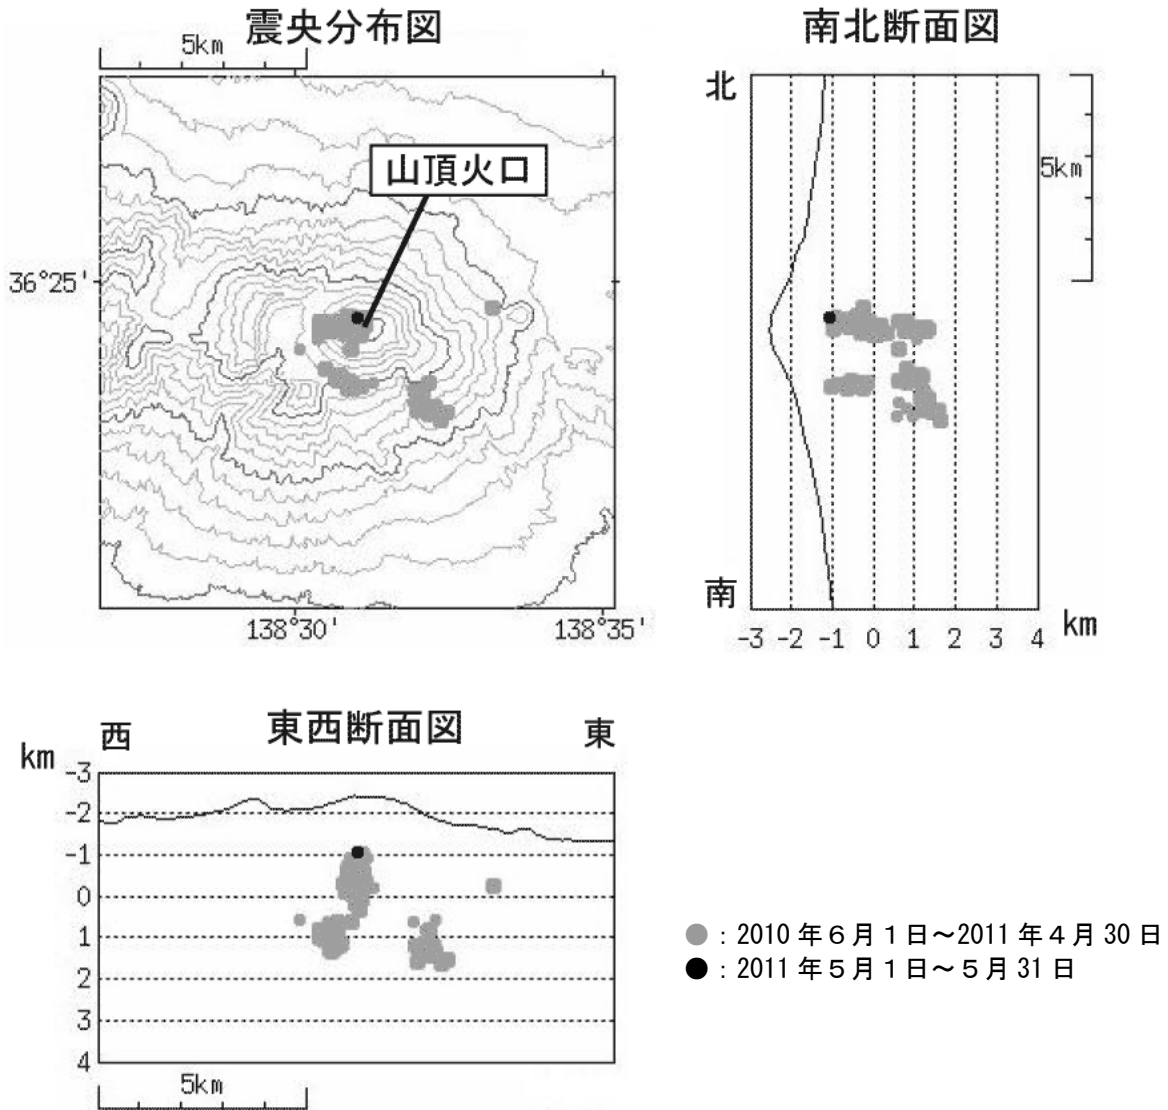 震央分布図
5km
山頂火口
36°25'
138°30'
138°35'
南北断面図
北
5km
南
-3 -2 -1 0 1 2 3 4 km
東西断面図
西
東
km
-3
-2
-1
0
1
2
3
4
5km
：2010年６月１日～2011年４月30日
：2011年５月１日～５月31日